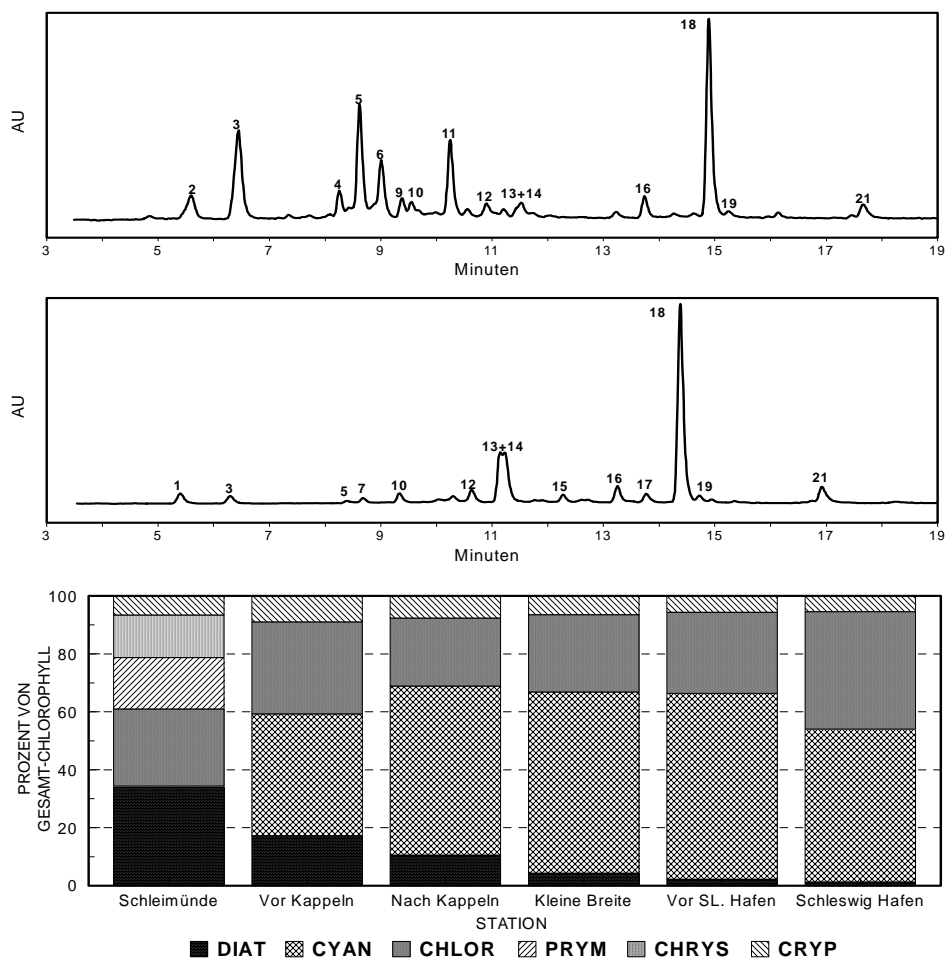 18
5
3
11
6
4
2
9 10
12
13+14
16
19
21
AU
3 5 7 9 11 13 15 17 19
Minuten
18
13+14
1
3
5 7
10
12
15
16
17
19
21
AU
3 5 7 9 11 13 15 17 19
Minuten
100
80
60
40
20
0
PROZENT VON
GESAMT-CHLOROPHYLL
Schleimünde Vor Kappeln Nach Kappeln Kleine Breite Vor SL. Hafen Schleswig Hafen
STATION
DIAT CYAN CHLOR PRYM CHRYS CRYP